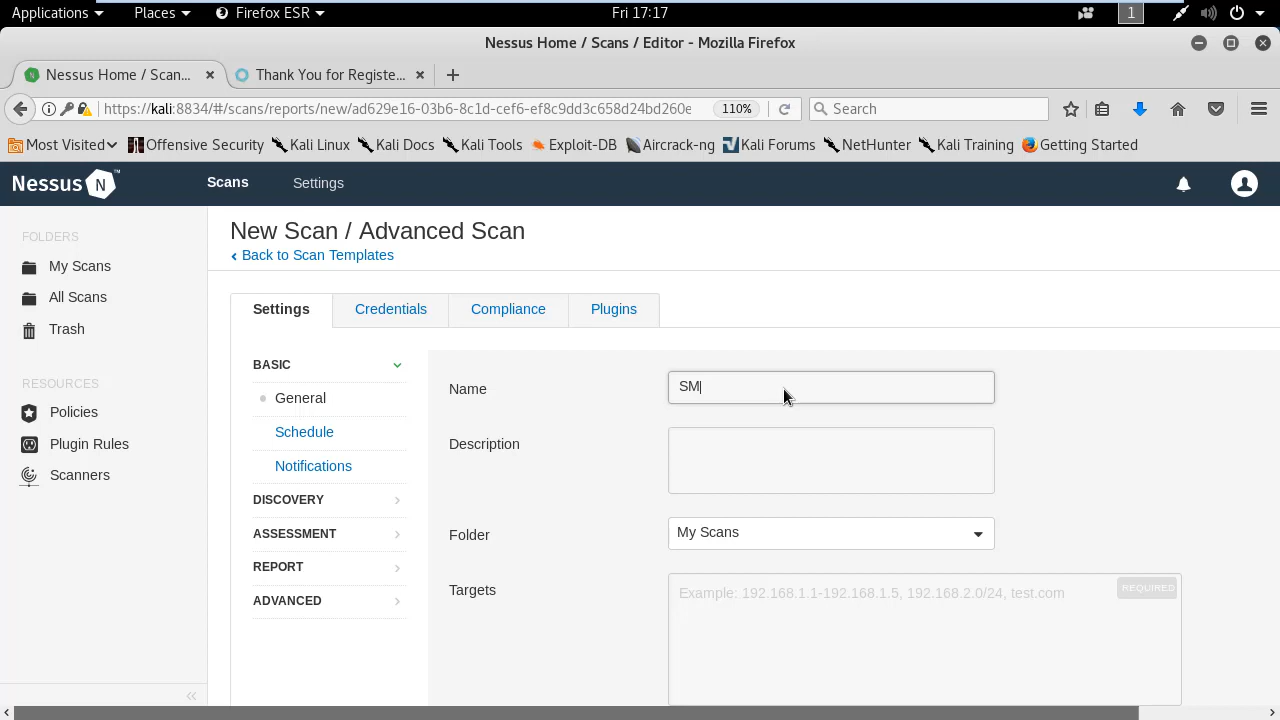 Applications Places Firefox ESR Fri 17:17 1
Nessus Home / Scans / Editor - Mozilla Firefox
Nessus Home / Scan... × Thank You for Registe... ×
https://kali:8834/#/scans/reports/new/ad629e16-03b6-8c1d-cef6-ef8c9dd3c658d24bd260e 110% Search
Most Visited Offensive Security Kali Linux Kali Docs Kali Tools Exploit-DB Aircrack-ng Kali Forums NetHunter Kali Training Getting Started
Nessus N ™ Scans Settings
FOLDERS
My Scans
All Scans
Trash
RESOURCES
Policies
Plugin Rules
Scanners
New Scan / Advanced Scan
Back to Scan Templates
Settings Credentials Compliance Plugins
BASIC
General
Schedule
Notifications
DISCOVERY
ASSESSMENT
REPORT
ADVANCED
Name SM
Description
Folder My Scans
Targets Example: 192.168.1.1-192.168.1.5, 192.168.2.0/24, test.com REQUIRED